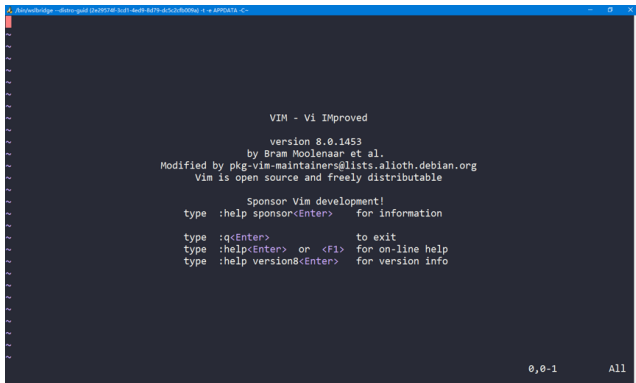 /bin/wslbridge --distro-guid {2e29574f-3cd1-4ed9-8d79-dc5c2cfb009a} -t -e APPDATA -C~
~
~
~
~
~
~
~
~ VIM - Vi IMproved
~
~ version 8.0.1453
~ by Bram Moolenaar et al.
~ Modified by pkg-vim-maintainers@lists.alioth.debian.org
~ Vim is open source and freely distributable
~
~ Sponsor Vim development!
~ type :help sponsor<Enter> for information
~
~ type :q<Enter> to exit
~ type :help<Enter> or <F1> for on-line help
~ type :help version8<Enter> for version info
~
~
~
~
~
~
~
~
0,0-1 All